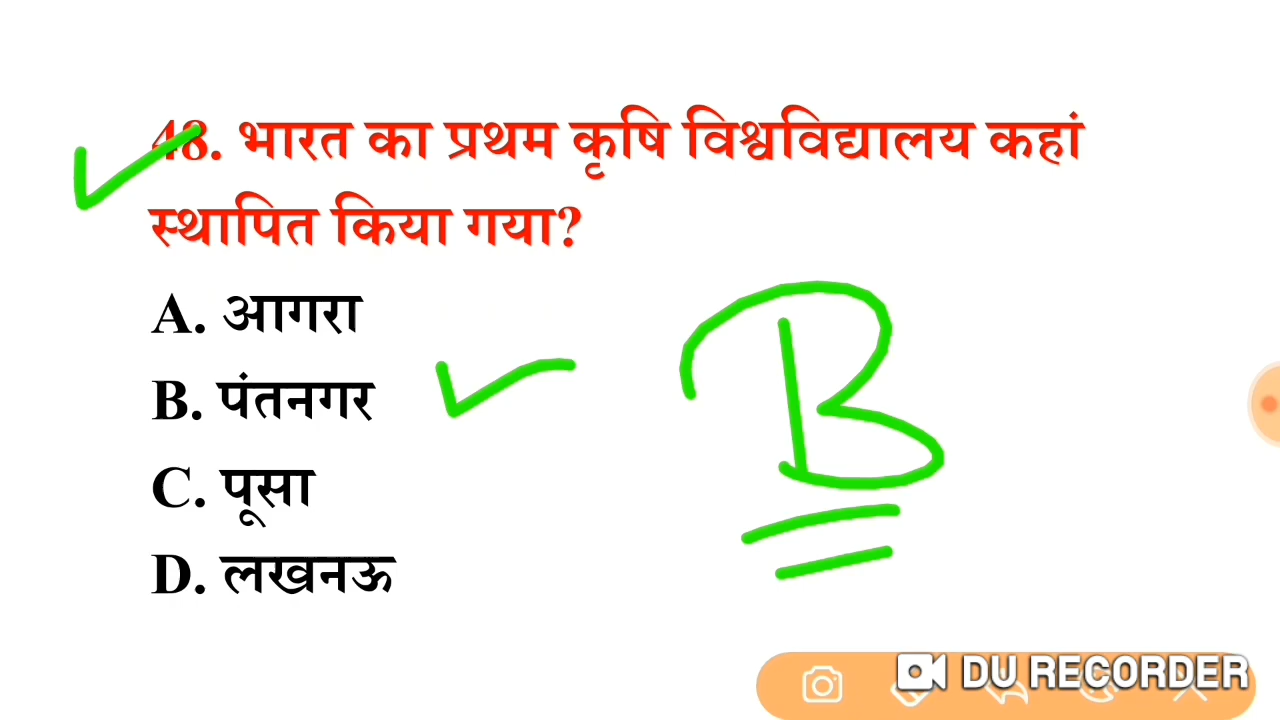 48. भारत का प्रथम कृषि विश्वविद्यालय कहां
स्थापित किया गया?
A. आगरा
B. पंतनगर
B
C. पूसा
D. लखनऊ
DU RECORDER